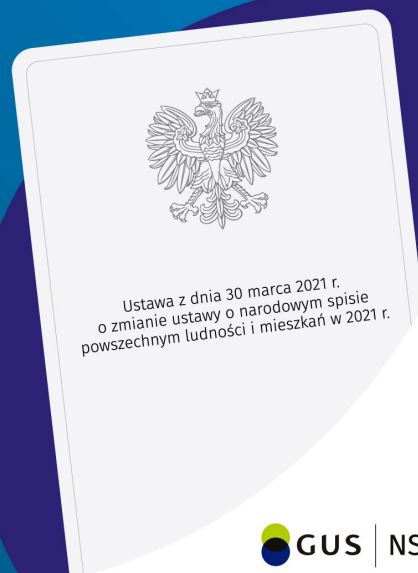 Ustawa z dnia 30 marca 2021 r.
o zmianie ustawy o narodowym spisie
powszechnym ludności i mieszkań w 2021 r.
GUS | NS